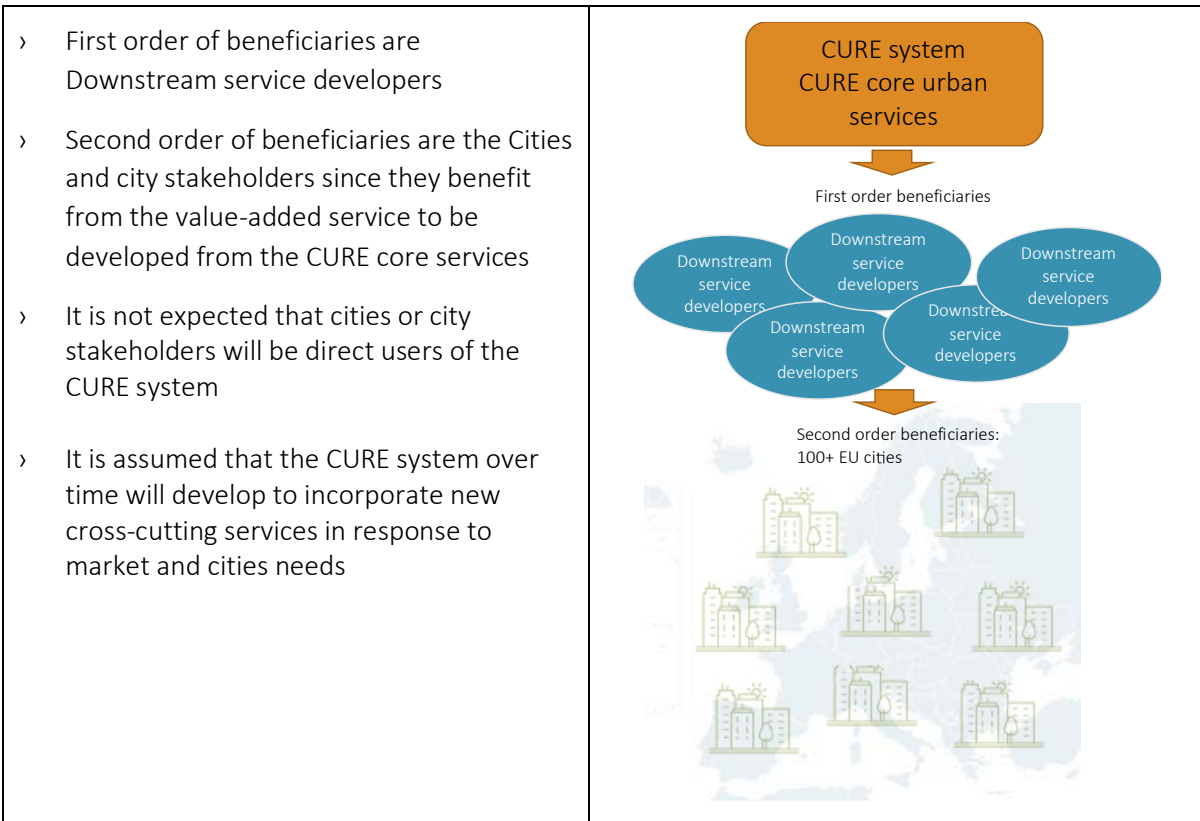 › First order of beneficiaries are
Downstream service developers
› Second order of beneficiaries are the Cities
and city stakeholders since they benefit
from the value-added service to be
developed from the CURE core services
› It is not expected that cities or city
stakeholders will be direct users of the
CURE system
› It is assumed that the CURE system over
time will develop to incorporate new
cross-cutting services in response to
market and cities needs
CURE system
CURE core urban
services
First order beneficiaries
Downstream
service
developers
Downstream
service
developers
Downstream
service
developers
Downstream
service
developers
Downstream
service
developers
Second order beneficiaries:
100+ EU cities